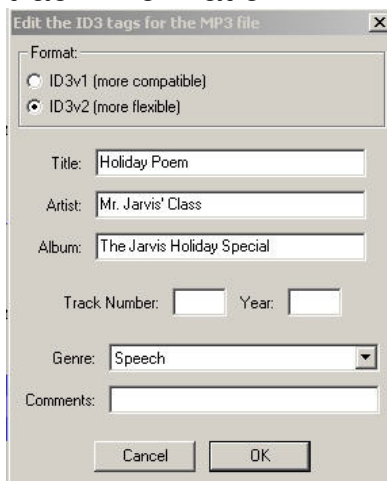 Edit the ID3 tags for the MP3 file
Format:
ID3v1 (more compatible)
ID3v2 (more flexible)
Title: Holiday Poem
Artist: Mr. Jarvis' Class
Album: The Jarvis Holiday Special
Track Number: Year:
Genre: Speech
Comments:
Cancel OK